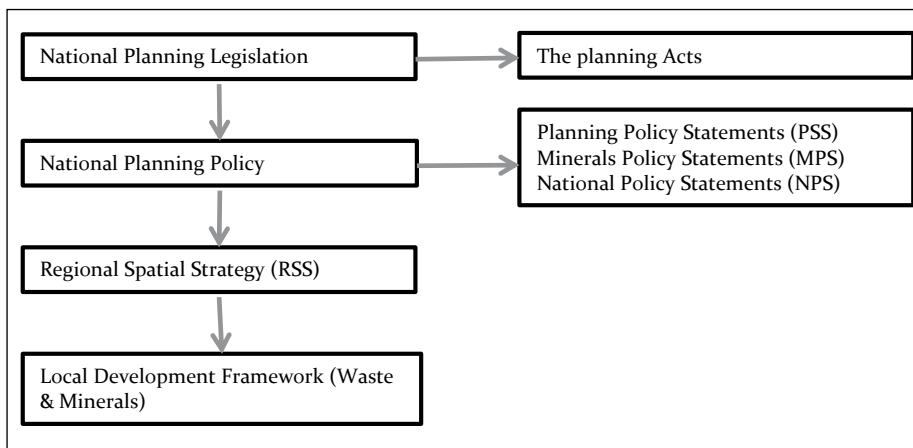 National Planning Legislation
The planning Acts
National Planning Policy
Planning Policy Statements (PSS)
Minerals Policy Statements (MPS)
National Policy Statements (NPS)
Regional Spatial Strategy (RSS)
Local Development Framework (Waste
& Minerals)